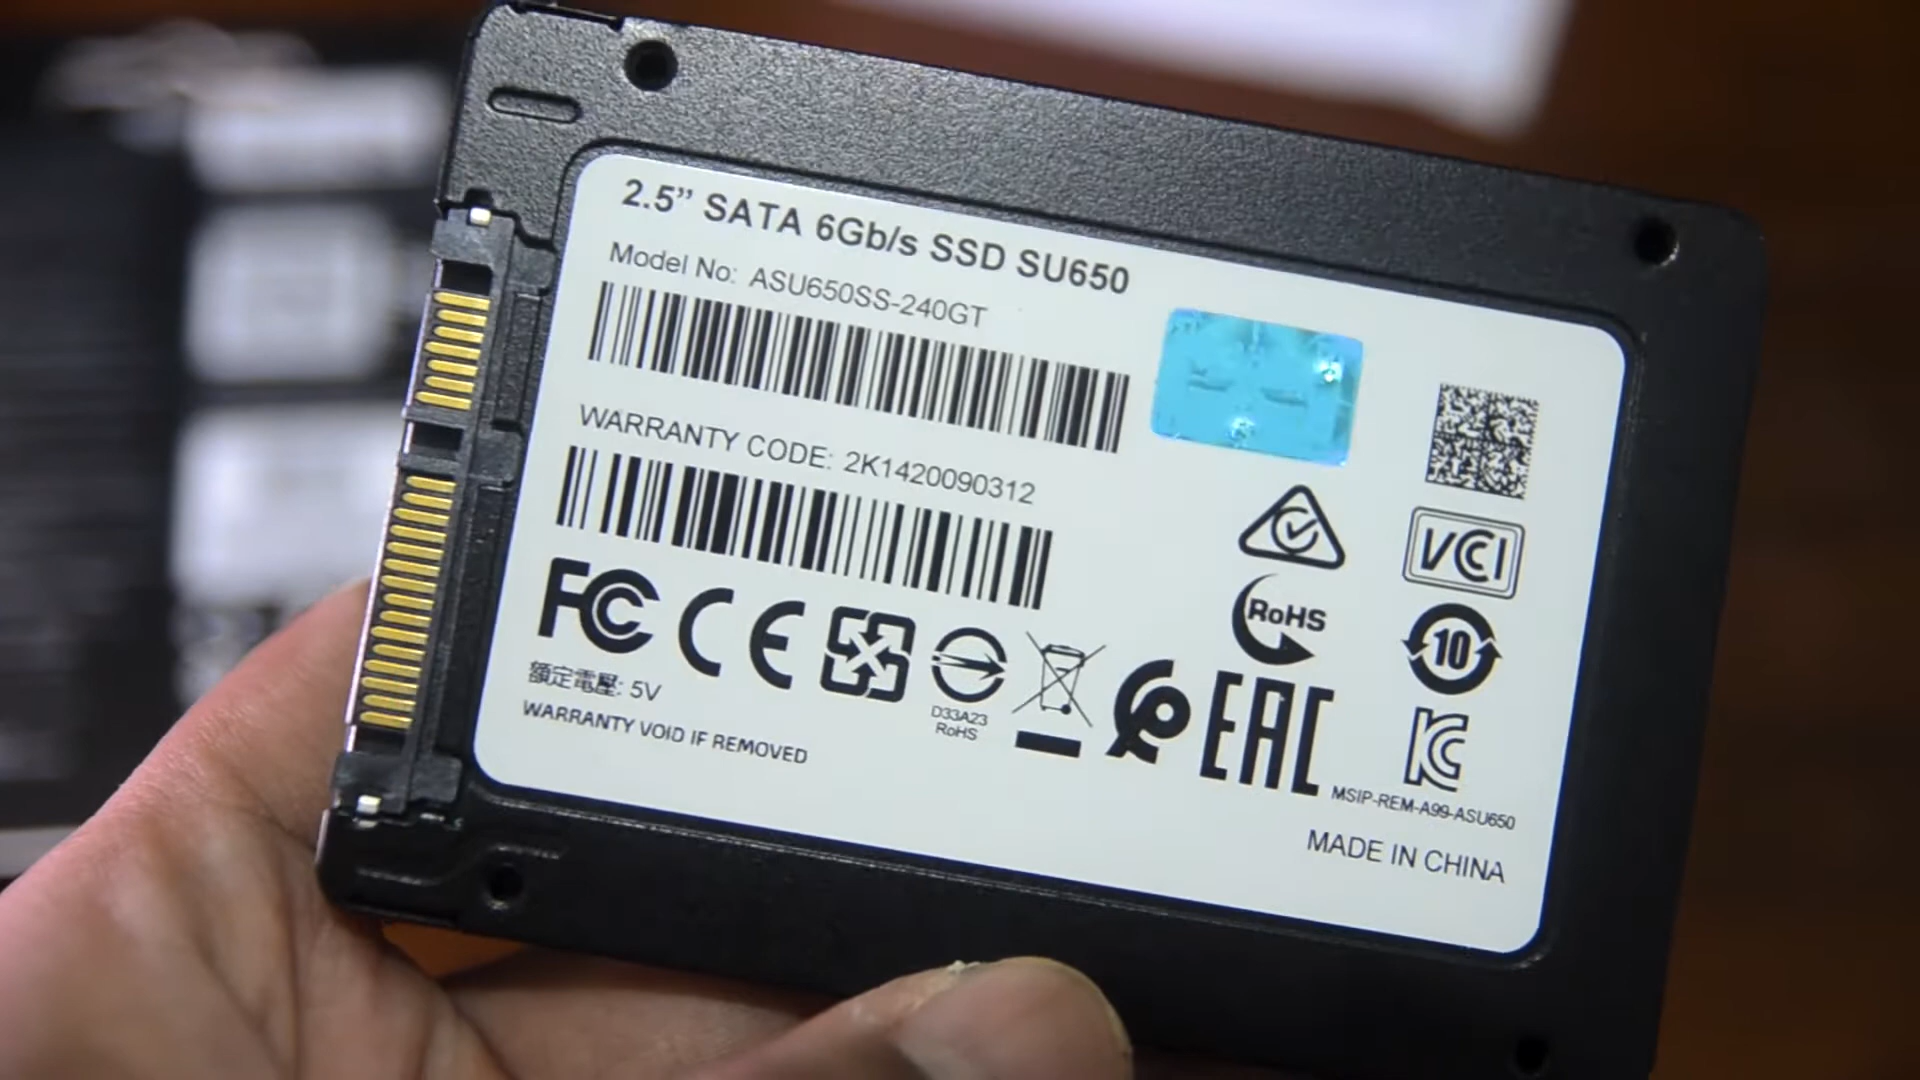 2.5” SATA 6Gb/s SSD SU650
Model No: ASU650SS-240GT
WARRANTY CODE: 2K1420090312
FC CE
D33A23
RoHS
EAC
RoHS
VCI
10
KC
額定電壓: 5V
WARRANTY VOID IF REMOVED
MSIP-REM-A99-ASU650
MADE IN CHINA